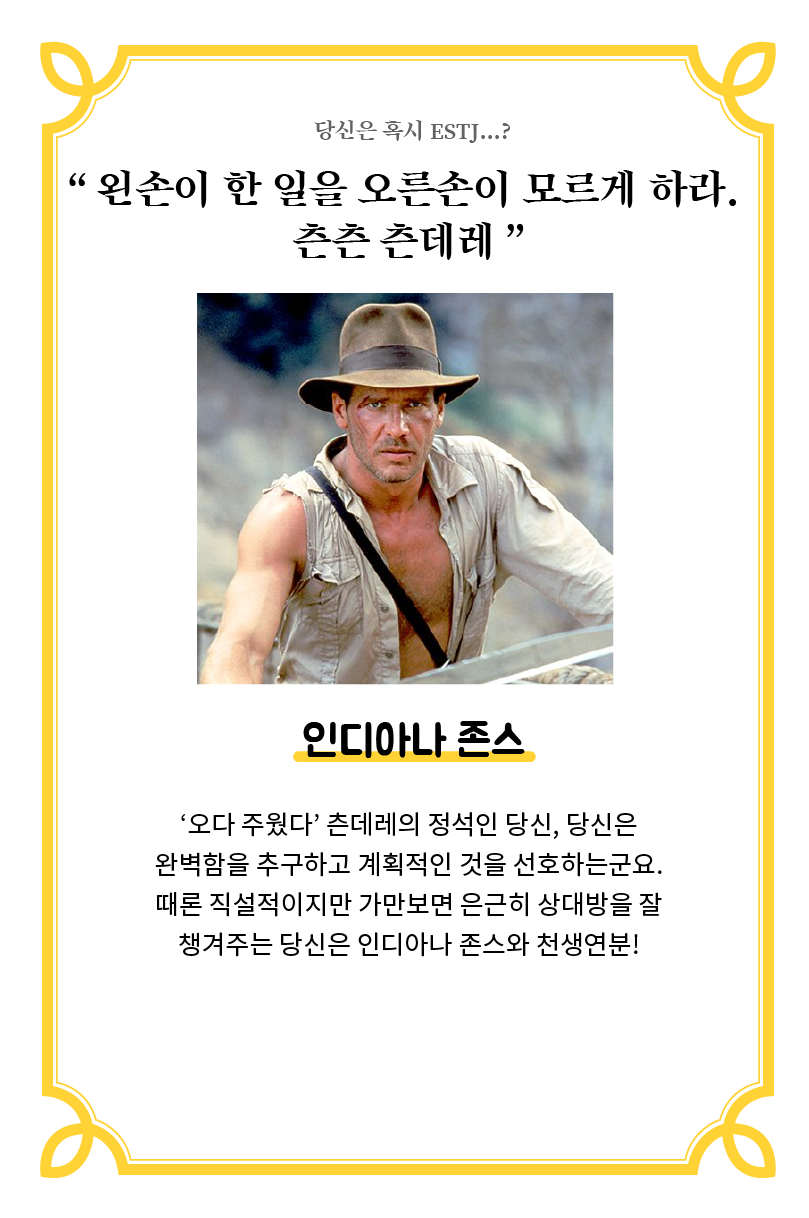 당신은 혹시 ESTJ...?
“ 왼손이 한 일을 오른손이 모르게 하라.
츤츤 츤데레 ”
인디아나 존스
‘오다 주웠다’ 츤데레의 정석인 당신, 당신은
완벽함을 추구하고 계획적인 것을 선호하는군요.
때론 직설적이지만 가만보면 은근히 상대방을 잘
챙겨주는 당신은 인디아나 존스와 천생연분!